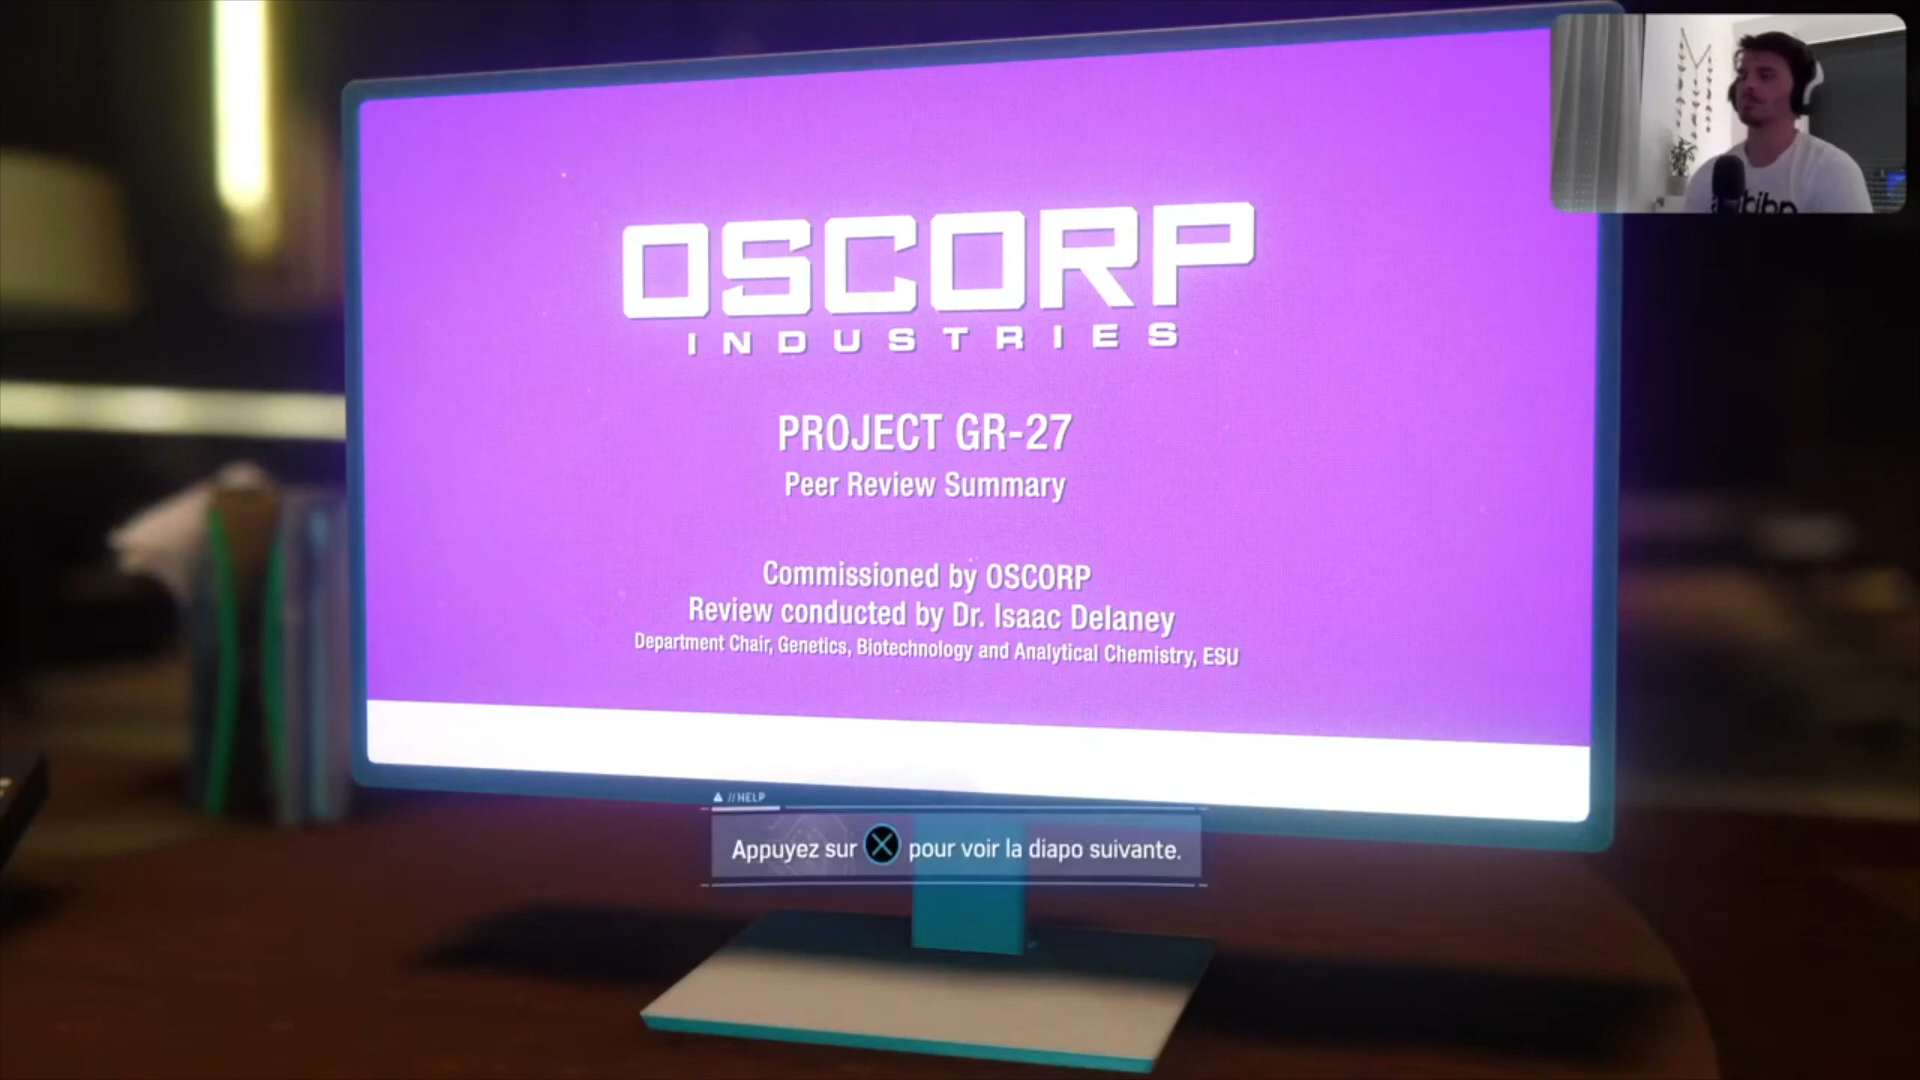 OSCORP
INDUSTRIES
PROJECT GR-27
Peer Review Summary
Commissioned by OSCORP
Review conducted by Dr. Isaac Delaney
Department Chair, Genetics, Biotechnology and Analytical Chemistry, ESU
//HELP
Appuyez sur pour voir la diapo suivante.